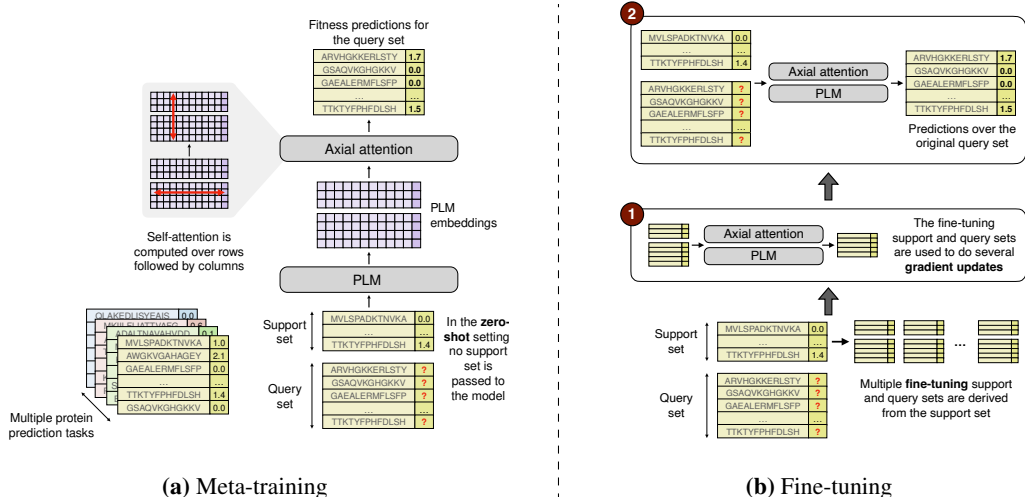 Fitness predictions for
the query set
ARVHGKKERLSTY 1.7
GSAQVKGHGKKV 0.0
GAEALERMFLSFP 0.0
... ...
TTKTYFPHFDLSH 1.5
Axial attention
PLM
embeddings
Self-attention is
computed over rows
followed by columns
PLM
QLAKEDLISYEAIS 0.0
0.6
ADALTNAVAHVDD 0.1
MVLSPADKTNVKA 1.0
AWGKVGAHAGEY 2.1
GAEALERMFLSFP 0.0
... ...
TTKTYFPHFDLSH 1.4
GSAQVKGHGKKV 0.0
Multiple protein
prediction tasks
Support
set
MVLSPADKTNVKA 0.0
... ...
TTKTYFPHFDLSH 1.4
Query
set
ARVHGKKERLSTY ?
GSAQVKGHGKKV ?
GAEALERMFLSFP ?
... ...
TTKTYFPHFDLSH ?
In the zero-
shot setting
no support
set is
passed to
the model
(a) Meta-training
2
MVLSPADKTNVKA 0.0
... ...
TTKTYFPHFDLSH 1.4
ARVHGKKERLSTY ?
GSAQVKGHGKKV ?
GAEALERMFLSFP ?
... ...
TTKTYFPHFDLSH ?
Axial attention
PLM
ARVHGKKERLSTY 1.7
GSAQVKGHGKKV 0.0
GAEALERMFLSFP 0.0
... ...
TTKTYFPHFDLSH 1.5
Predictions over the
original query set
1
Axial attention
PLM
The fine-tuning
support and query sets
are used to do several
gradient updates
Support
set
MVLSPADKTNVKA 0.0
... ...
TTKTYFPHFDLSH 1.4
...
Query
set
ARVHGKKERLSTY ?
GSAQVKGHGKKV ?
GAEALERMFLSFP ?
... ...
TTKTYFPHFDLSH ?
Multiple fine-tuning support
and query sets are derived
from the support set
(b) Fine-tuning